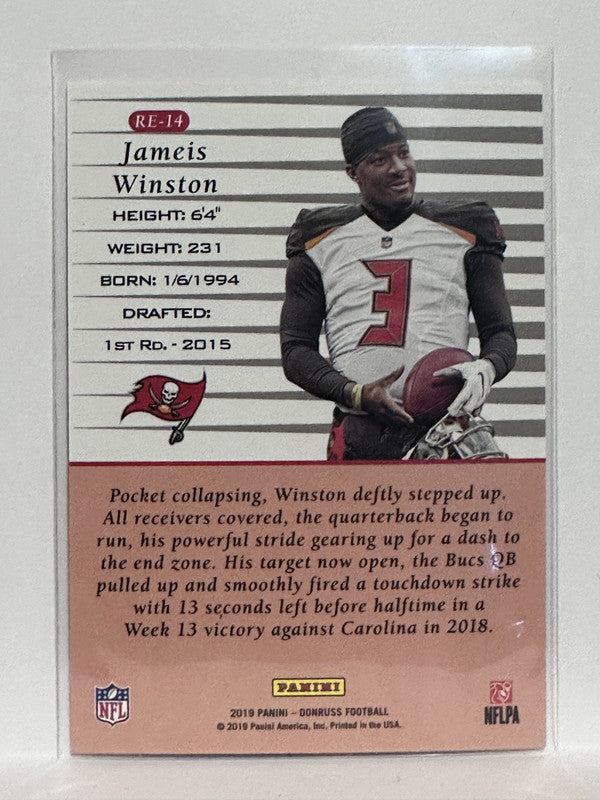 RE-14
Jameis
Winston
HEIGHT: 6'4"
WEIGHT: 231
BORN: 1/6/1994
DRAFTED:
1ST RD. - 2015
3
Pocket collapsing, Winston deftly stepped up.
All receivers covered, the quarterback began to
run, his powerful stride gearing up for a dash to
the end zone. His target now open, the Bucs QB
pulled up and smoothly fired a touchdown strike
with 13 seconds left before halftime in a
Week 13 victory against Carolina in 2018.
PANINI
NFL
2019 PANINI – DONRUSS FOOTBALL
© 2019 Panini America, Inc. Printed in the USA.
NFLPA